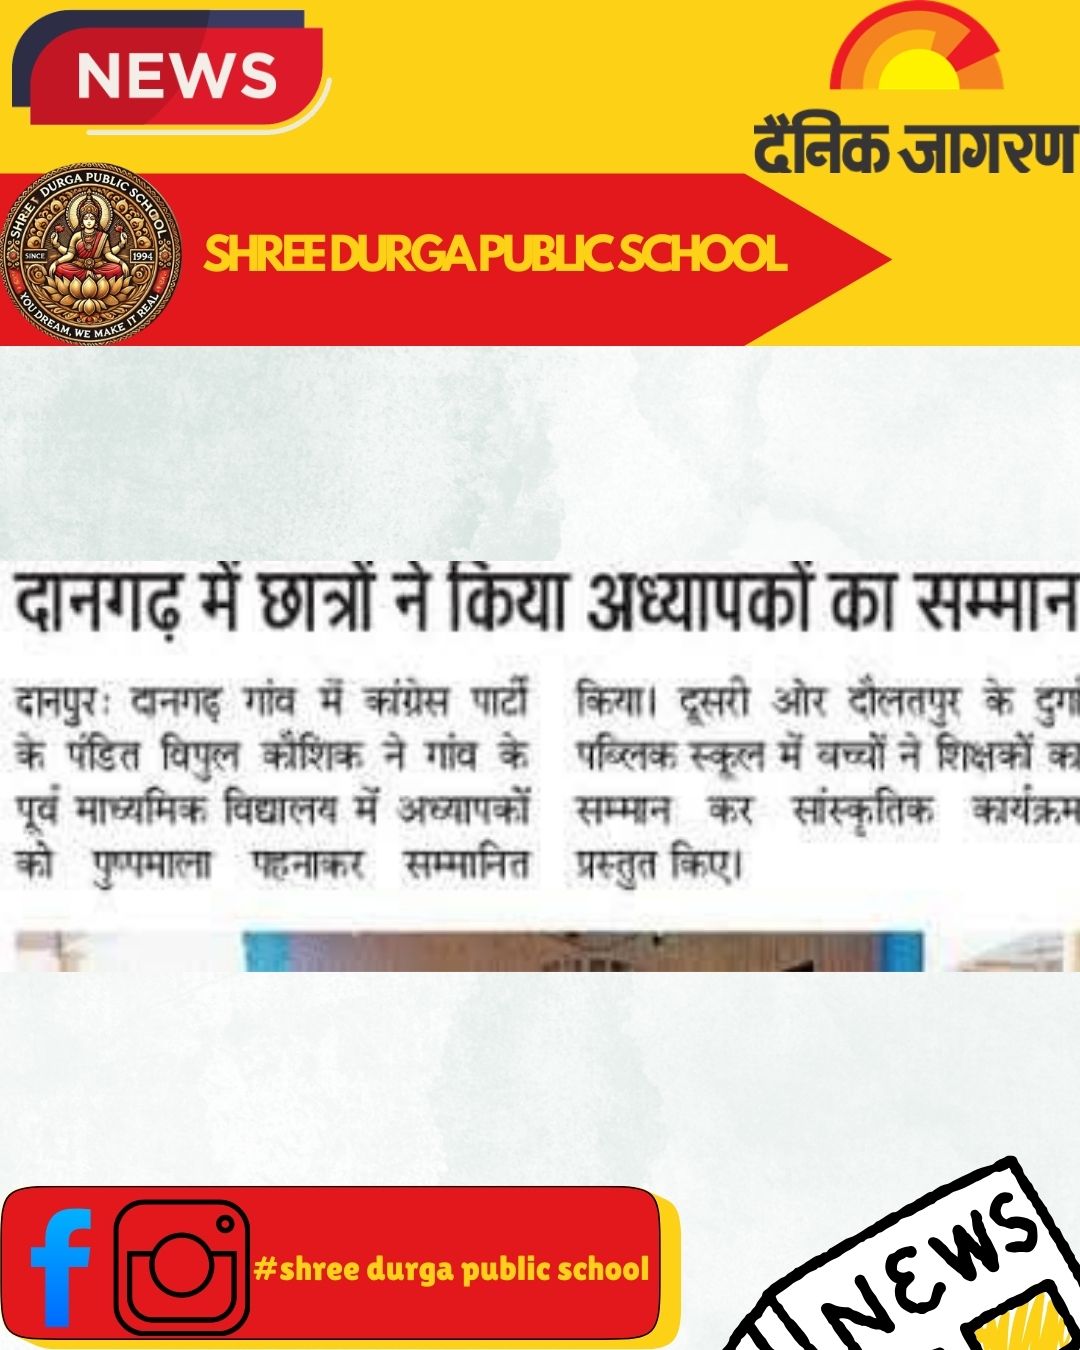 NEWS
दैनिक जागरण
SHREE DURGA PUBLIC SCHOOL
SINCE 1994
YOU DREAM, WE MAKE IT REAL
SHREE DURGA PUBLIC SCHOOL
दानगढ़ में छात्रों ने किया अध्यापकों का सम्मान
दानपुर: दानगढ़ गांव में कांग्रेस पार्टी
के पंडित विपुल कौशिक ने गांव के
पूर्व माध्यमिक विद्यालय में अध्यापकों
को पुष्पमाला पहनाकर सम्मानित
किया। दूसरी ओर दौलतपुर के दुर्गा
पब्लिक स्कूल में बच्चों ने शिक्षकों का
सम्मान कर सांस्कृतिक कार्यक्रम
प्रस्तुत किए।
#shree durga public school
NEWS